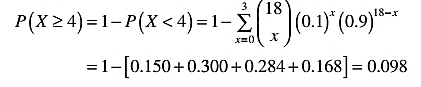 P(X ≥ 4) = 1 − P(X < 4) = 1 − ∑_{x=0}^{3} \binom{18}{x} (0.1)^x (0.9)^{18−x}
= 1 − [0.150 + 0.300 + 0.284 + 0.168] = 0.098